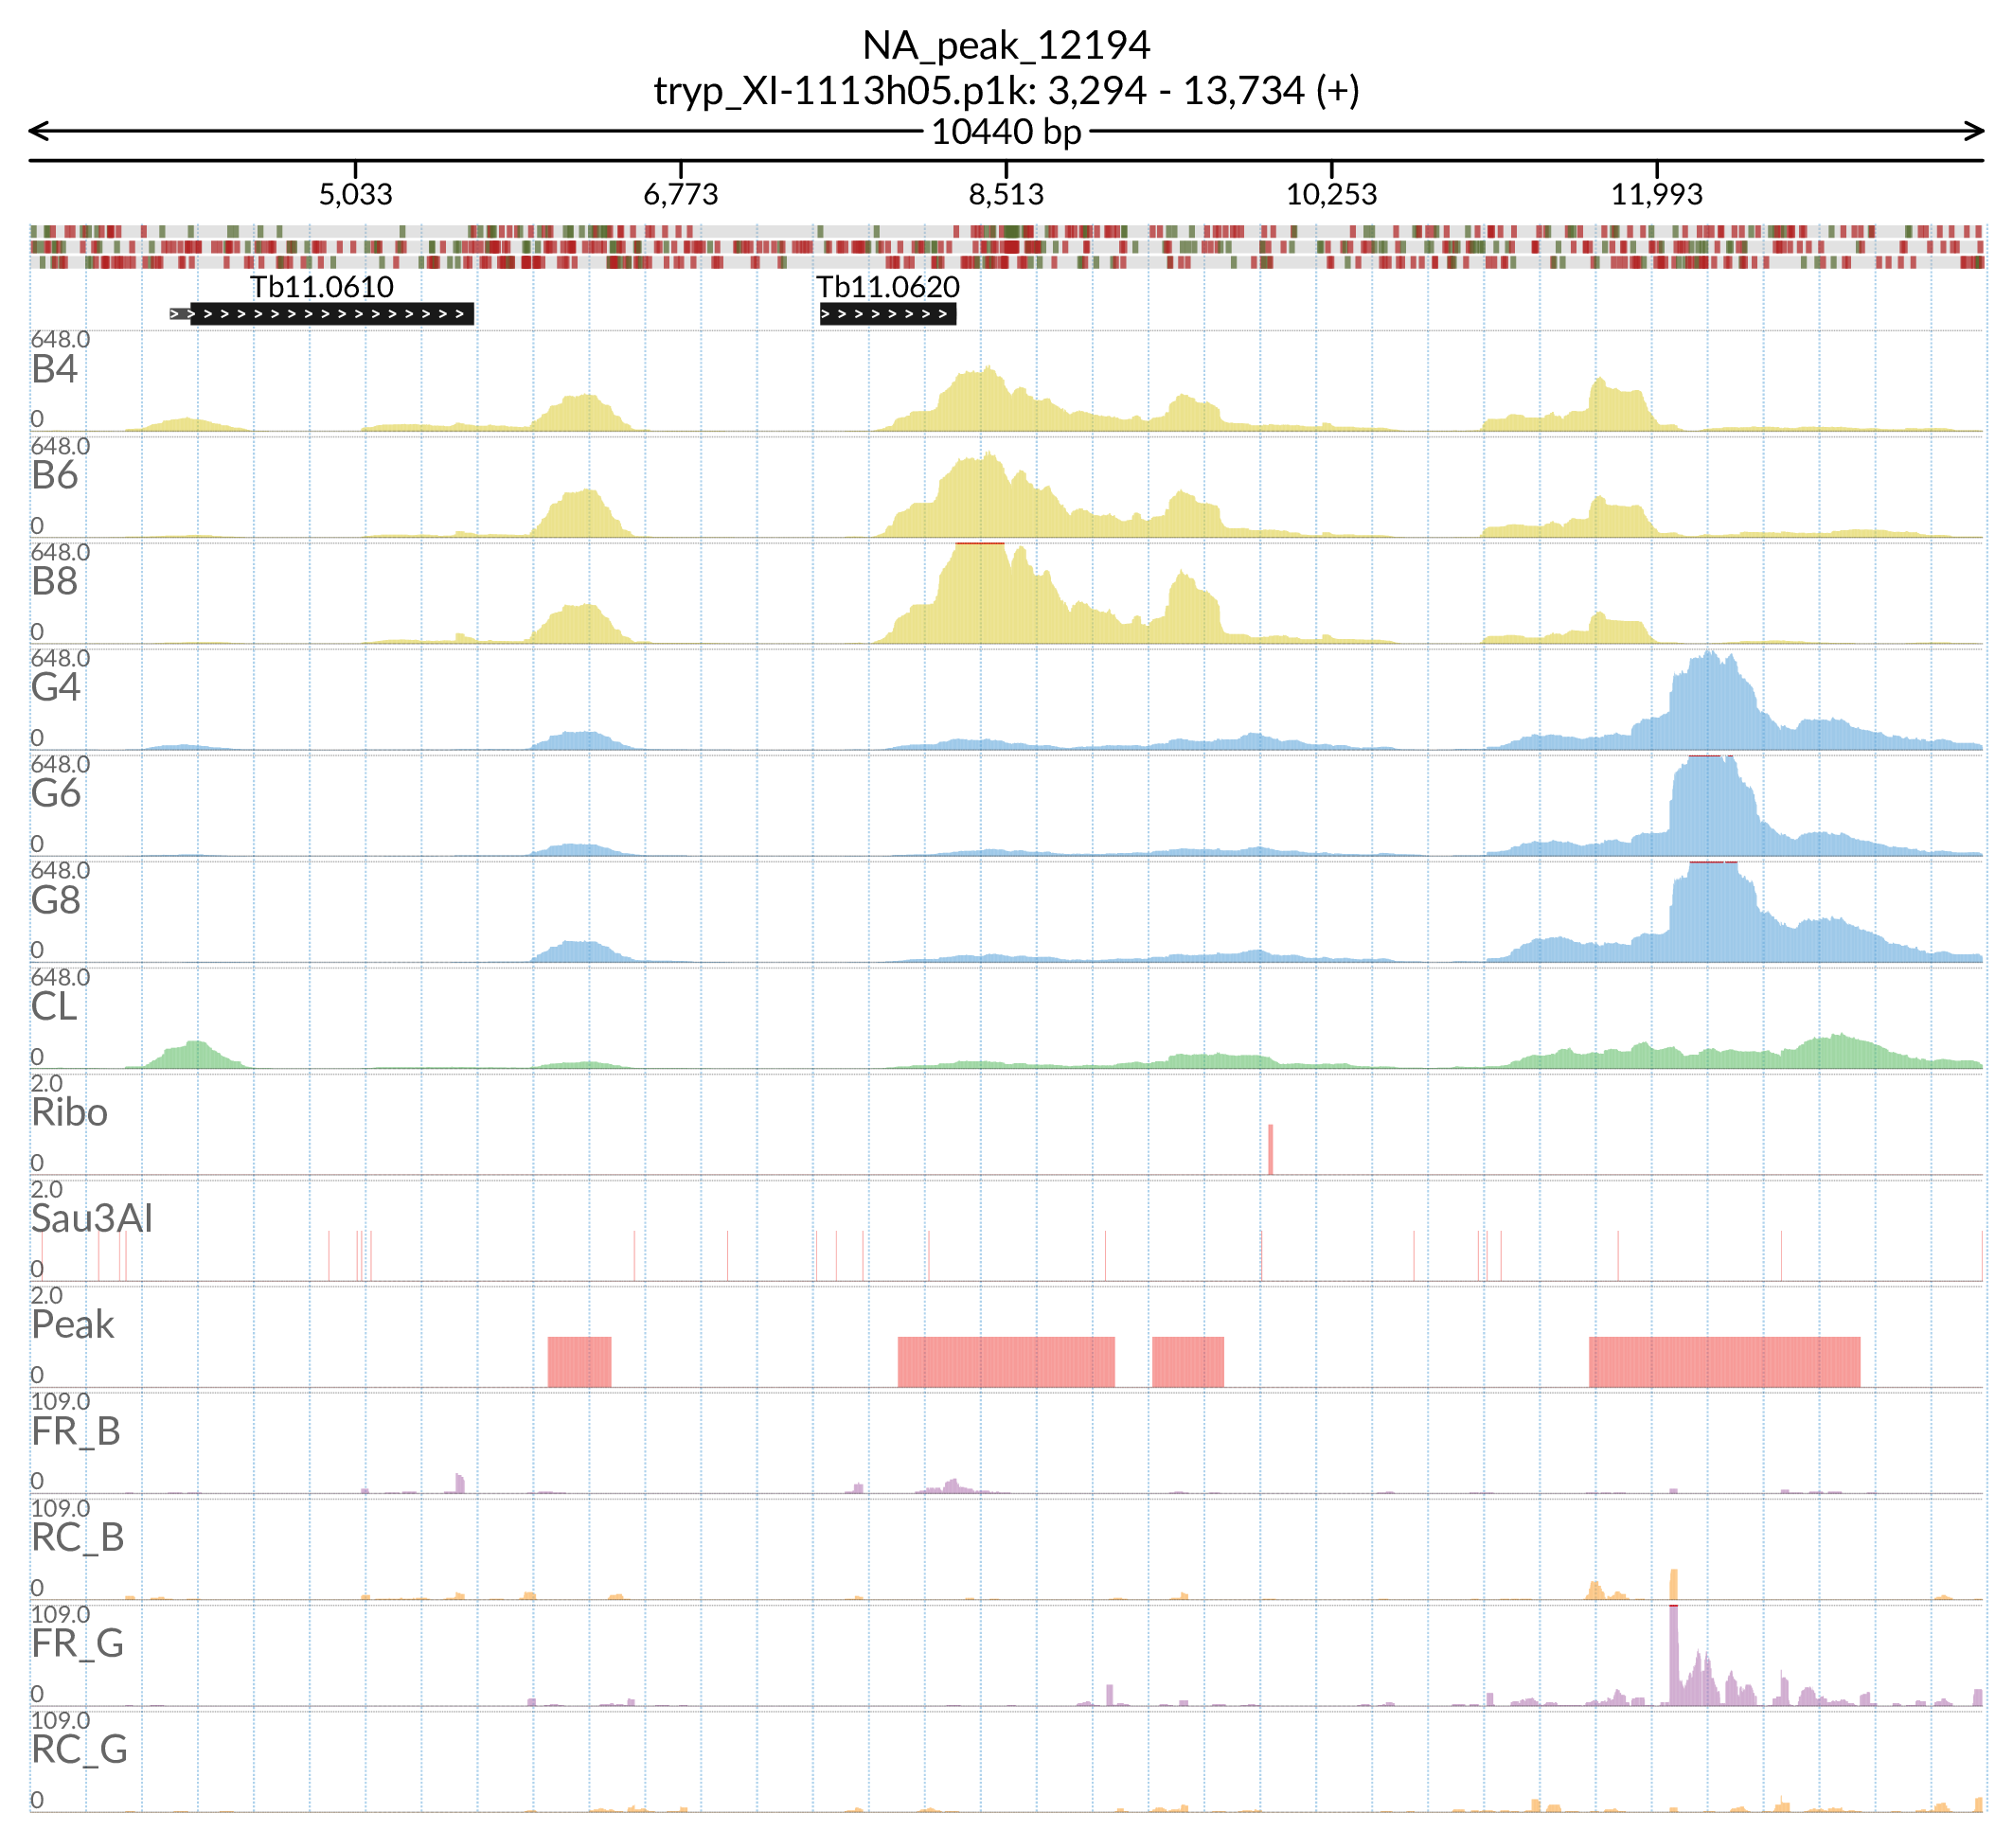 NA_peak_12194
tryp_XI-1113h05.p1k: 3,294 - 13,734 (+)
10440 bp
5,033 6,773 8,513 10,253 11,993
Tb11.0610 Tb11.0620
648.0
B4
0
648.0
B6
0
648.0
B8
0
648.0
G4
0
648.0
G6
0
648.0
G8
0
648.0
CL
0
2.0
Ribo
0
2.0
Sau3AI
0
2.0
Peak
0
109.0
FR_B
0
109.0
RC_B
0
109.0
FR_G
0
109.0
RC_G
0